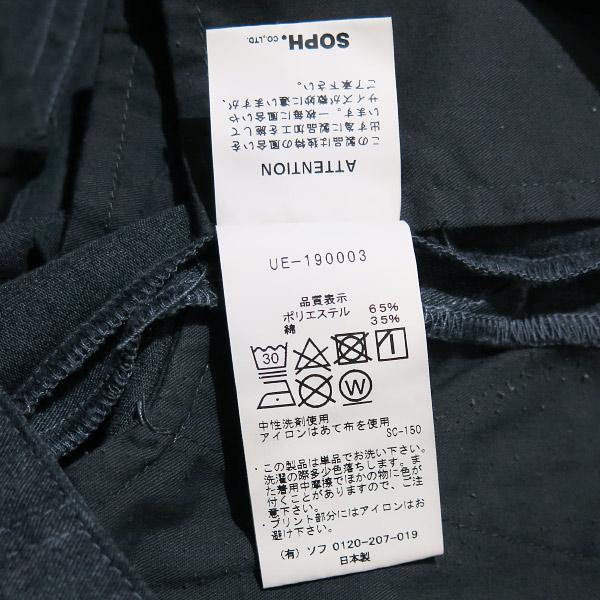 SOPH.
CO.,LTD.
ATTENTION
この製品は独特の風合いを
出す為に製品加工を施して
います。一枚毎に風合いや
サイズが微妙に違いますが、
ご了承下さい。
UE-190003
品質表示
ポリエステル 65%
綿 35%
30
W
中性洗剤使用
アイロンはあて布を使用
SC-150
・この製品は単品でお洗い下さい。
洗濯の際多少色落ちします。ま
た着用中摩擦でほかの物に色が
付くことがありますので、ご注
意下さい。
・プリント部分にはアイロンはお
避け下さい。
(有) ソフ 0120-207-019
日本製